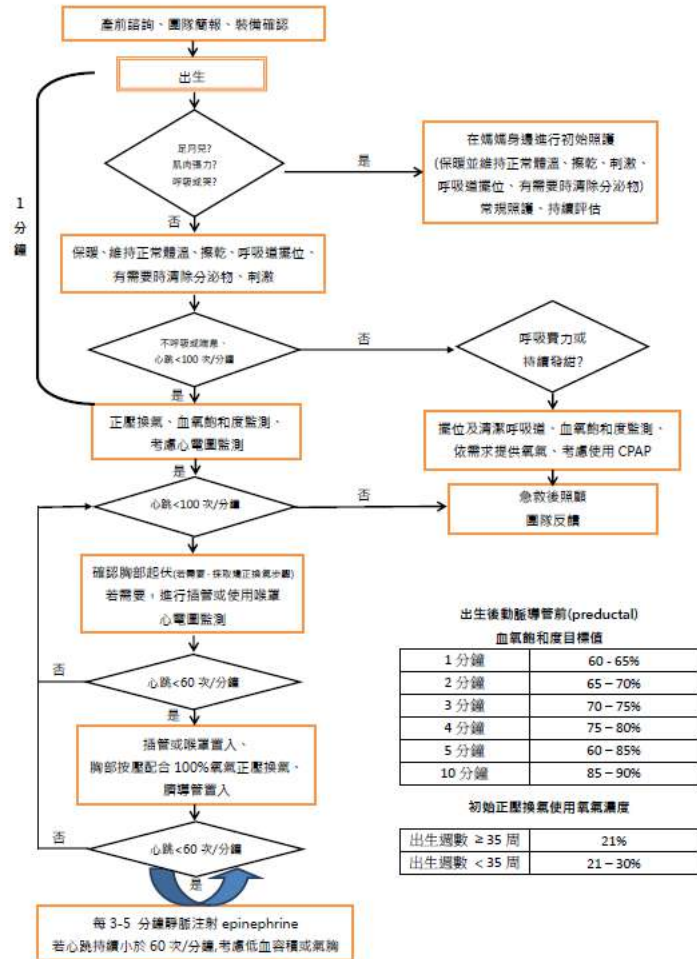 產前諮詢、團隊簡報、裝備確認
出生
足月兒?
肌肉張力?
呼吸或哭?
是
在媽媽身邊進行初始照護
(保暖並維持正常體溫、擦乾、刺激、
呼吸道擺位、有需要時清除分泌物)
常規照護、持續評估
1
分
鐘
否
保暖、維持正常體溫、擦乾、呼吸道擺位、
有需要時清除分泌物、刺激
不呼吸或喘息、
心跳<100 次/分鐘
否
呼吸費力或
持續發紺?
是
正壓換氣、血氧飽和度監測、
考慮心電圖監測
擺位及清潔呼吸道、血氧飽和度監測、
依需求提供氧氣、考慮使用 CPAP
是
心跳<100 次/分鐘
否
急救後照顧
團隊反饋
確認胸部起伏(若需要,採取矯正換氣步驟)
若需要,進行插管或使用喉罩
心電圖監測
否
心跳<60 次/分鐘
是
插管或喉罩置入、
胸部按壓配合 100%氧氣正壓換氣、
臍導管置入
否
心跳<60 次/分鐘
是
每 3-5 分鐘靜脈注射 epinephrine
若心跳持續小於 60 次/分鐘,考慮低血容積或氣胸
出生後動脈導管前(preductal)
血氧飽和度目標值
1 分鐘 60 - 65%
2 分鐘 65 – 70%
3 分鐘 70 – 75%
4 分鐘 75 – 80%
5 分鐘 60 – 85%
10 分鐘 85 – 90%
初始正壓換氣使用氧氣濃度
出生週數 ≥ 35 周 21%
出生週數 < 35 周 21 – 30%